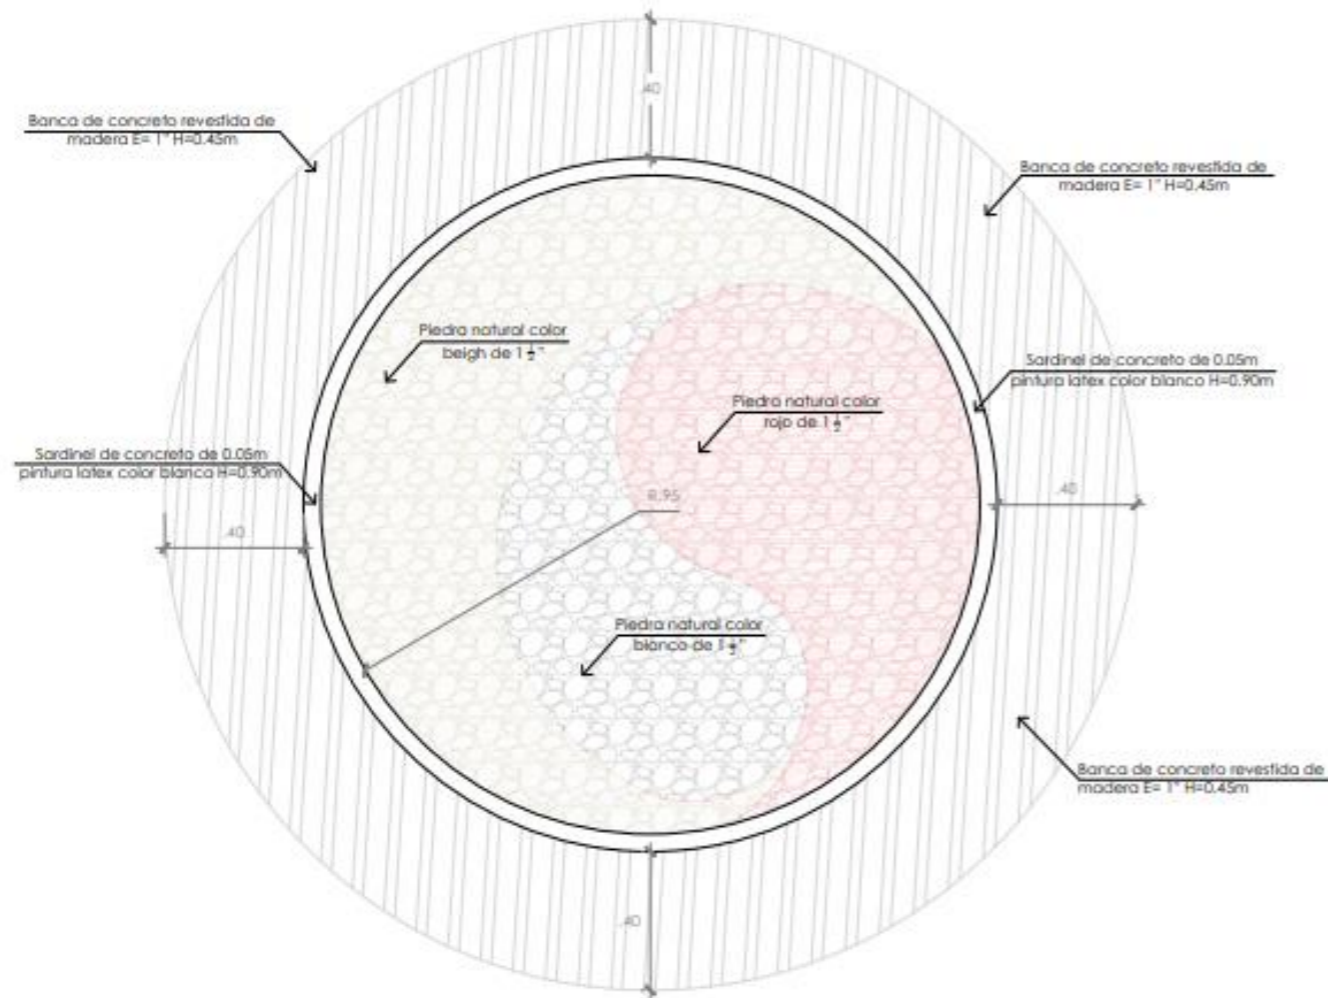 .40
Banca de concreto revestida de
madera E= 1" H=0.45m
Banca de concreto revestida de
madera E= 1" H=0.45m
Piedra natural color
beigh de 1 ½"
Sardinel de concreto de 0.05m
pintura latex color blanco H=0.90m
Piedra natural color
rojo de 1 ½"
Sardinel de concreto de 0.05m
pintura latex color blanca H=0.90m
R.95
.40
.40
Piedra natural color
blanco de 1 ½"
Banca de concreto revestida de
madera E= 1" H=0.45m
.40